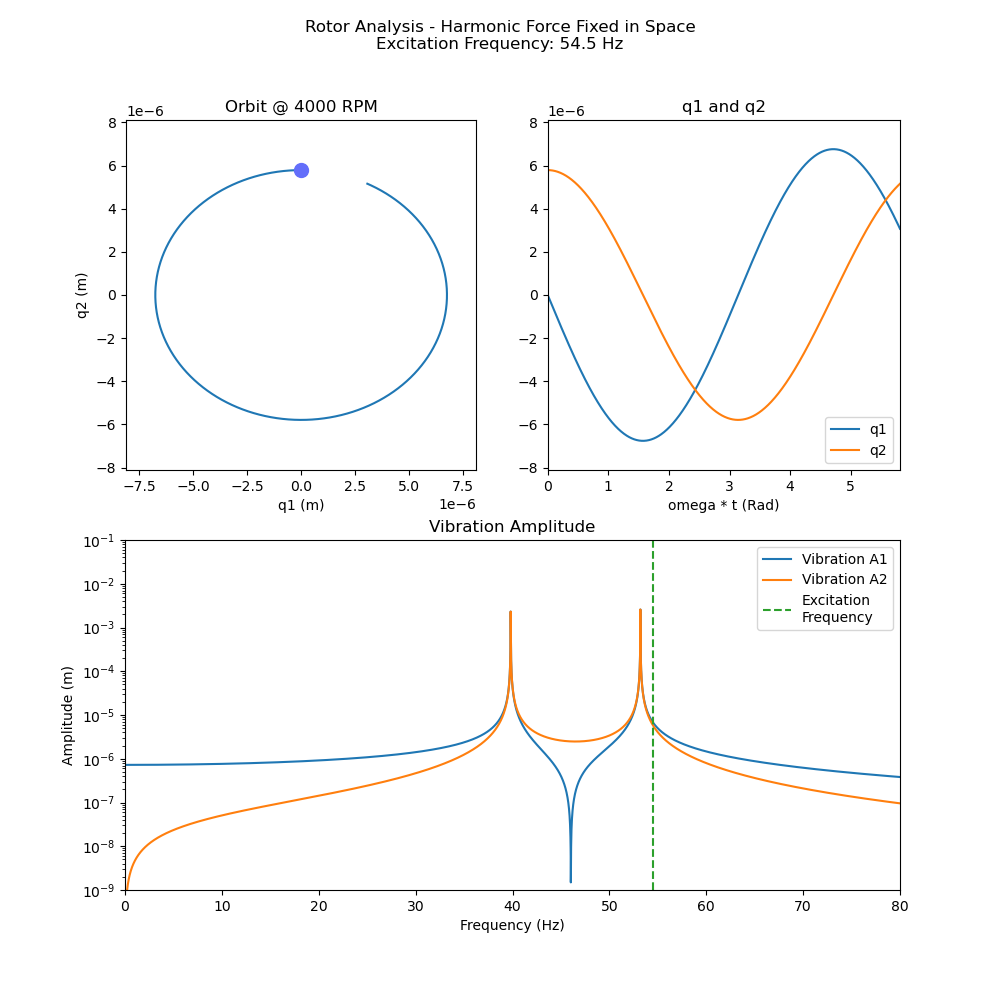 Rotor Analysis - Harmonic Force Fixed in Space
Excitation Frequency: 54.5 Hz
Orbit @ 4000 RPM
1e−6
8
6
4
2
0
−2
−4
−6
−8
q2 (m)
−7.5 −5.0 −2.5 0.0 2.5 5.0 7.5
1e−6
q1 (m)
q1 and q2
1e−6
8
6
4
2
0
−2
−4
−6
−8
0 1 2 3 4 5
omega * t (Rad)
q1
q2
Vibration Amplitude
10⁻¹
10⁻²
10⁻³
10⁻⁴
10⁻⁵
10⁻⁶
10⁻⁷
10⁻⁸
10⁻⁹
Amplitude (m)
Vibration A1
Vibration A2
Excitation
Frequency
0 10 20 30 40 50 60 70 80
Frequency (Hz)